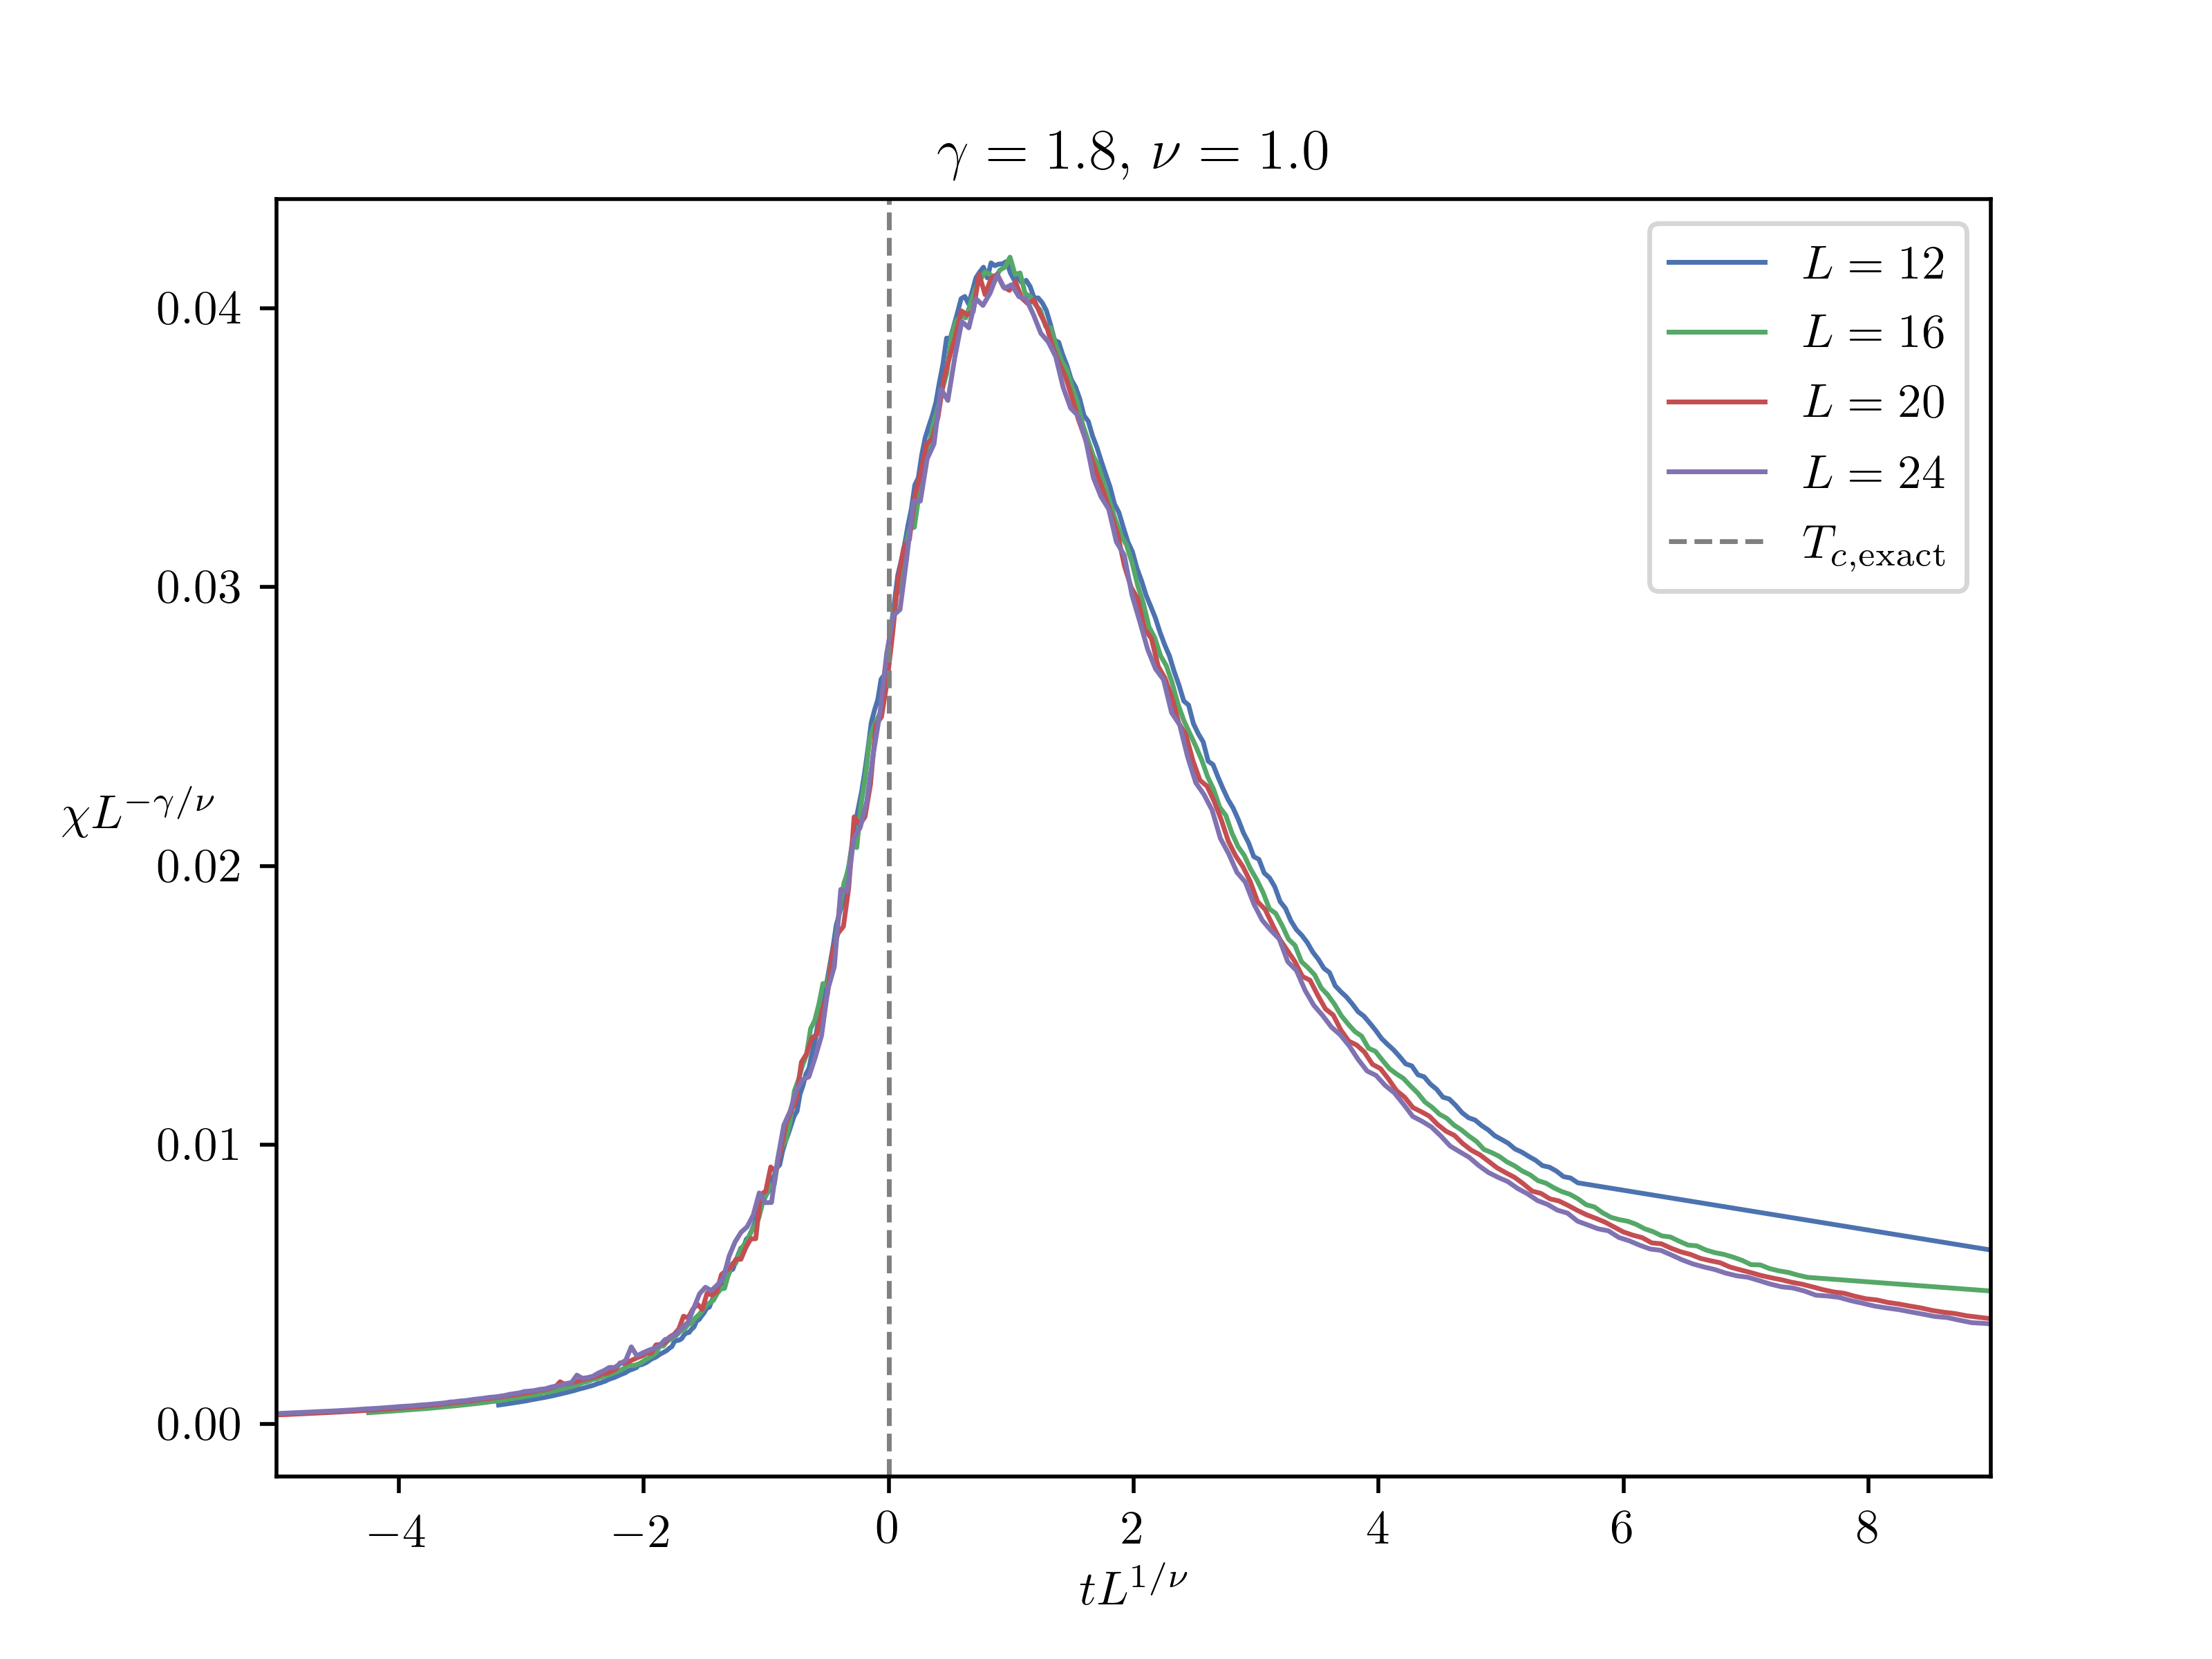 γ = 1.8, ν = 1.0
L = 12
L = 16
L = 20
L = 24
T_{c,exact}
0.04
0.03
χL^{−γ/ν}
0.02
0.01
0.00
−4 −2 0 2 4 6 8
tL^{1/ν}